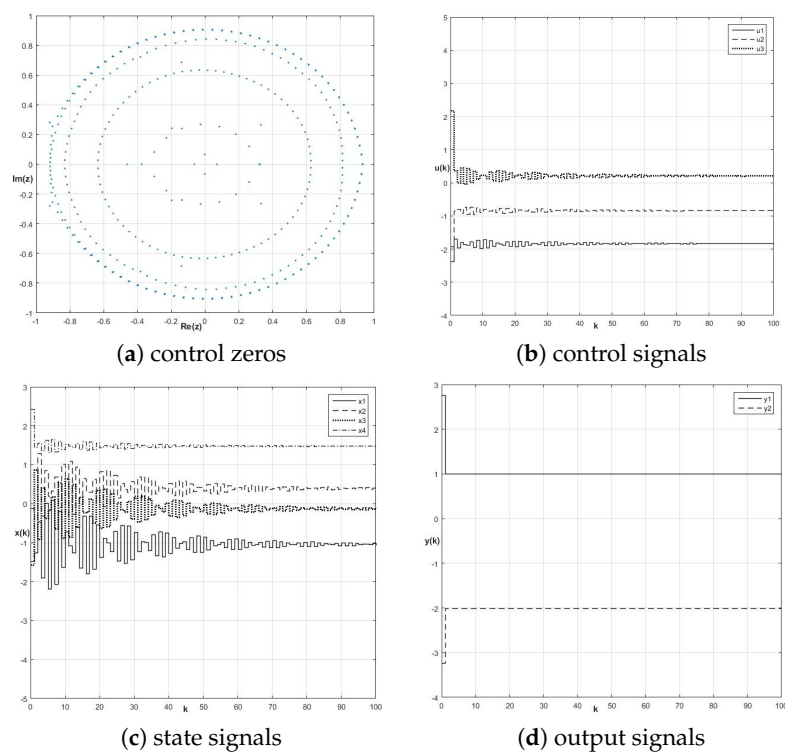 1
0.8
0.6
0.4
0.2
0
-0.2
-0.4
-0.6
-0.8
-1
Im(z)
-1 -0.8 -0.6 -0.4 -0.2 0 0.2 0.4 0.6 0.8 1
Re(z)
(a) control zeros
5
4
3
2
1
0
-1
-2
-3
-4
u(k)
0 10 20 30 40 50 60 70 80 90 100
k
u1
u2
u3
(b) control signals
3
2
1
0
-1
-2
-3
-4
-5
x(k)
0 10 20 30 40 50 60 70 80 90 100
k
x1
x2
x3
x4
(c) state signals
3
2
1
0
-1
-2
-3
-4
y(k)
0 10 20 30 40 50 60 70 80 90 100
k
y1
y2
(d) output signals